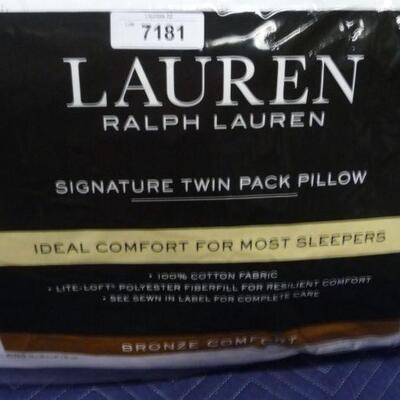 7181
LAUREN
RALPH LAUREN
SIGNATURE TWIN PACK PILLOW
IDEAL COMFORT FOR MOST SLEEPERS
• 100% COTTON FABRIC
• LITE-LOFT® POLYESTER FIBERFILL FOR RESILIENT COMFORT
• SEE SEWN IN LABEL FOR COMPLETE CARE
BRONZE COMFORT